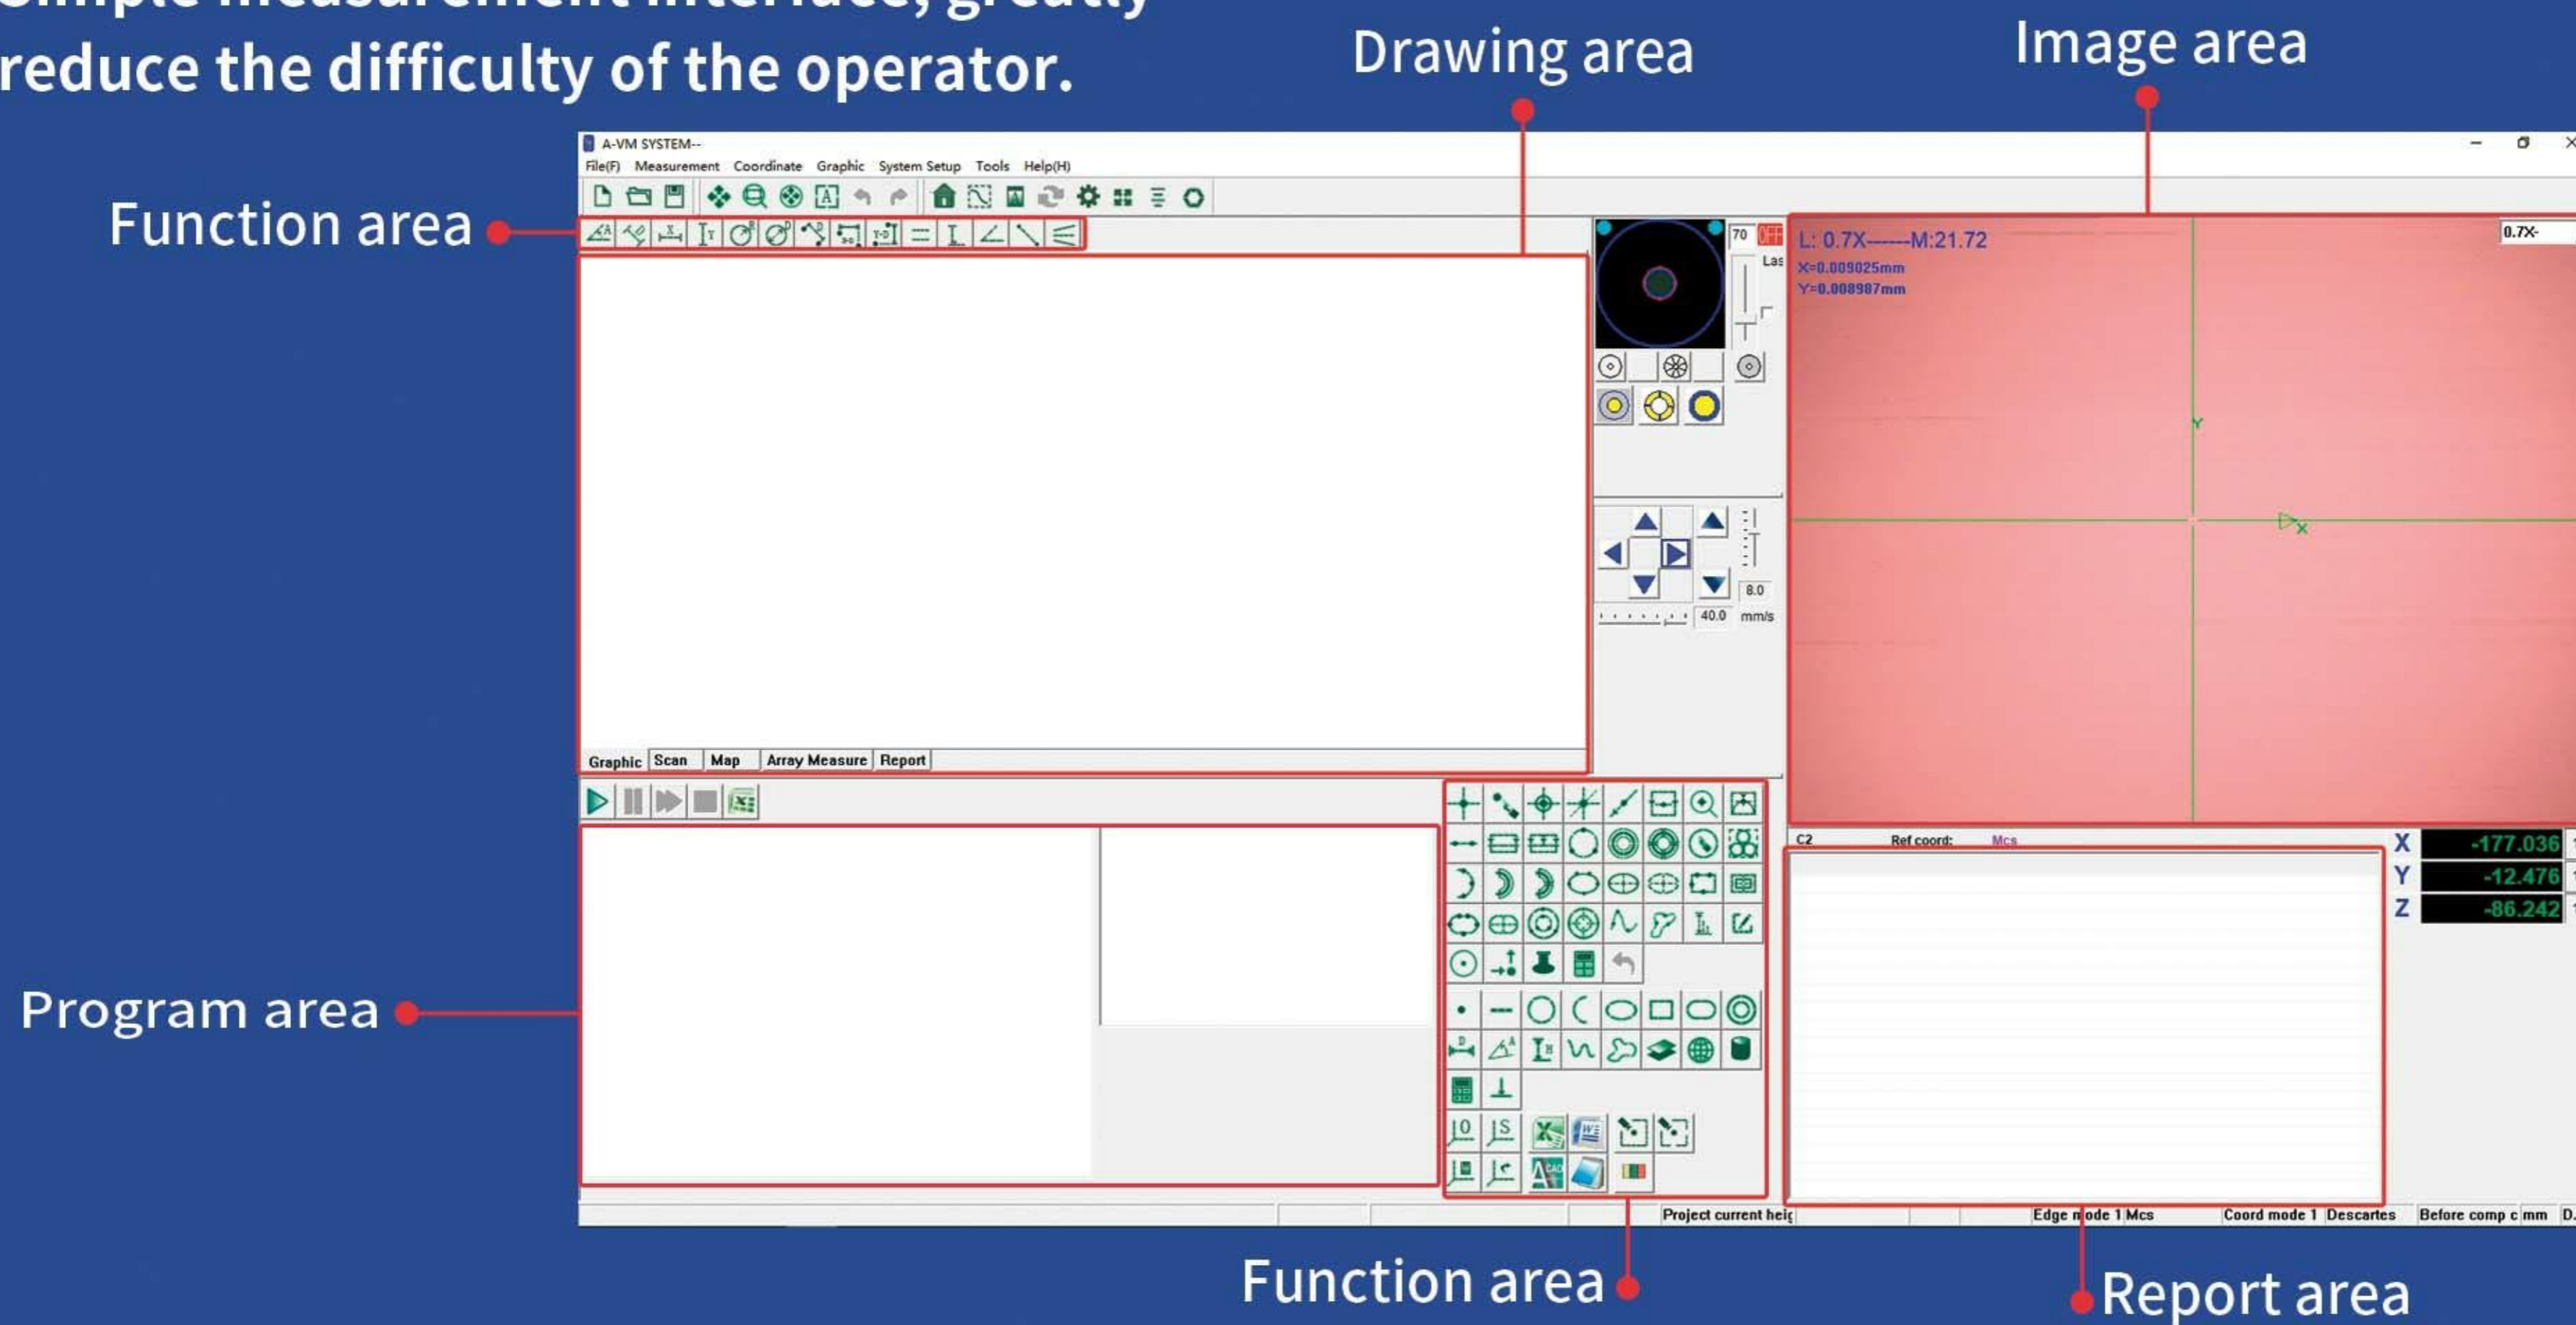 reduce the difficulty of the operator.
Drawing area
Image area
A-VM SYSTEM--
File(F) Measurement Coordinate Graphic System Setup Tools Help(H)
Function area
70 OFF
Las
L: 0.7X------M:21.72
0.7X-
X=0.009025mm
Y=0.008987mm
Y
X
8.0
40.0 mm/s
Graphic Scan Map Array Measure Report
C2 Ref coord: Mcs
X -177.036
Y -12.476
Z -86.242
Program area
Project current heig
Edge mode 1 Mcs
Coord mode 1 Descartes
Before comp c mm D.
Function area
Report area